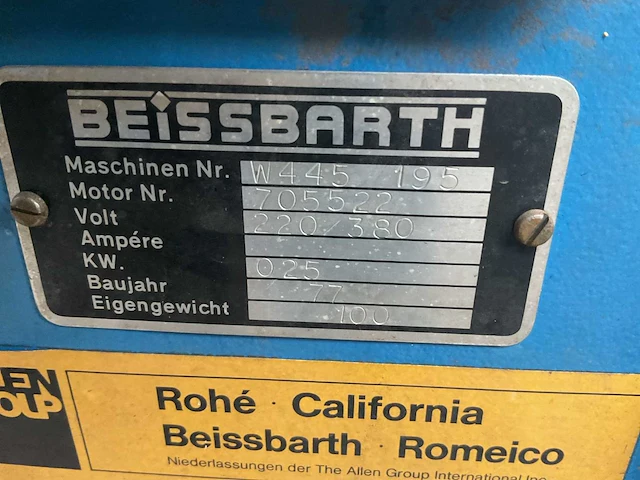 BEISSBARTH
Maschinen Nr. W445 195
Motor Nr. 705522
Volt 220/380
Ampére
KW. 025
Baujahr 77
Eigengewicht 100
Rohé · California
Beissbarth · Romeico
Niederlassungen der The Allen Group International Inc.